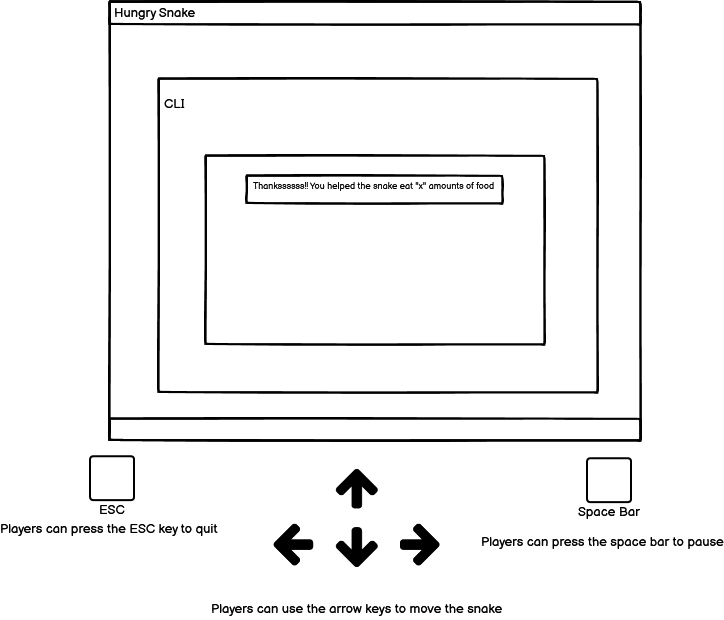 Hungry Snake
CLI
Thankssssss!! You helped the snake eat "x" amounts of food
ESC
Space Bar
Players can press the ESC key to quit
Players can press the space bar to pause
Players can use the arrow keys to move the snake